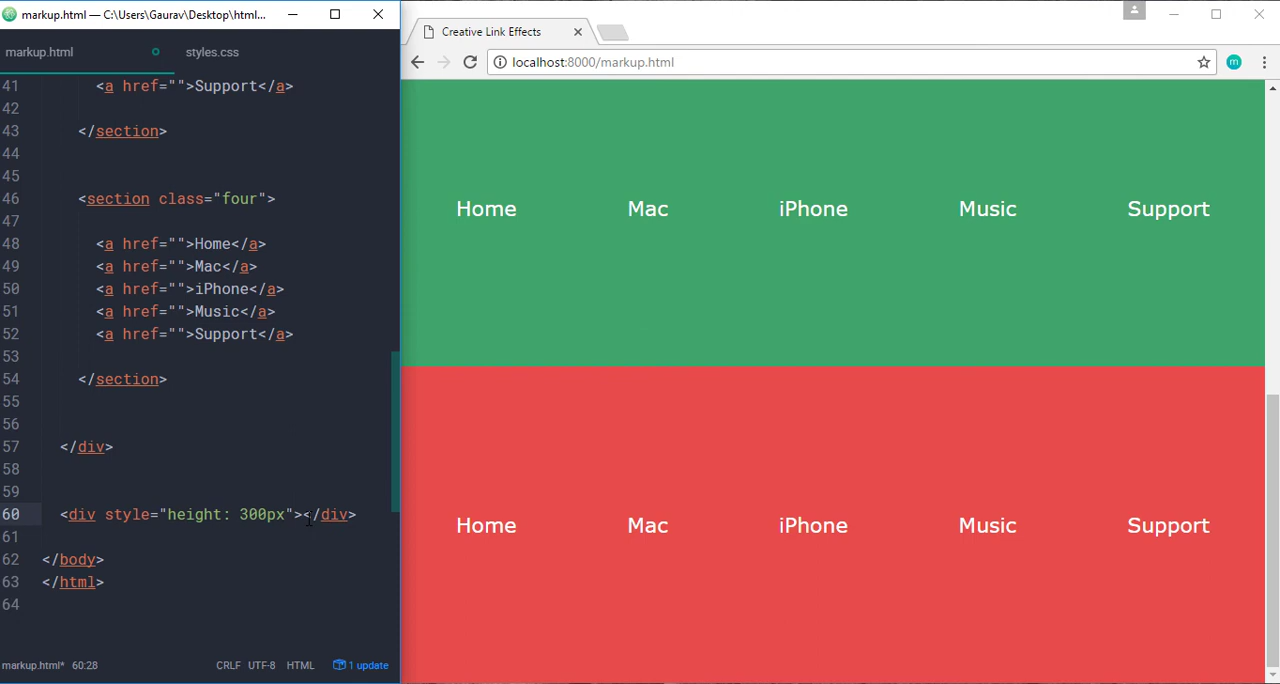 markup.html — C:\Users\Gaurav\Desktop\html...
markup.html
styles.css
41 <a href="">Support</a>
42
43 </section>
44
45
46 <section class="four">
47
48 <a href="">Home</a>
49 <a href="">Mac</a>
50 <a href="">iPhone</a>
51 <a href="">Music</a>
52 <a href="">Support</a>
53
54 </section>
55
56
57 </div>
58
59
60 <div style="height: 300px"></div>
61
62 </body>
63 </html>
64
markup.html* 60:28 CRLF UTF-8 HTML 1 update
Creative Link Effects
localhost:8000/markup.html
m
Home Mac iPhone Music Support
Home Mac iPhone Music Support